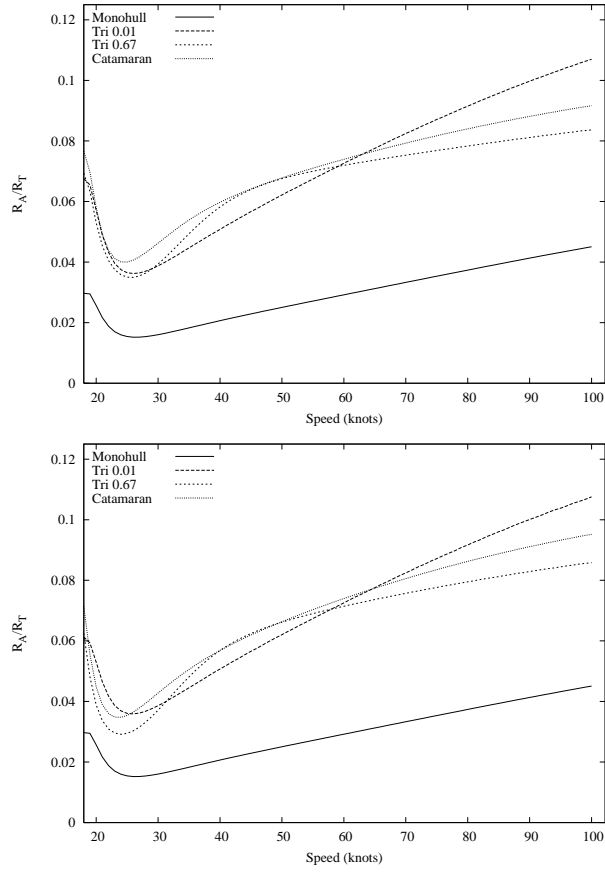 0.12
Monohull
Tri 0.01
Tri 0.67
Catamaran
0.1
0.08
R_A/R_T
0.06
0.04
0.02
0
20 30 40 50 60 70 80 90 100
Speed (knots)
0.12
Monohull
Tri 0.01
Tri 0.67
Catamaran
0.1
0.08
R_A/R_T
0.06
0.04
0.02
0
20 30 40 50 60 70 80 90 100
Speed (knots)